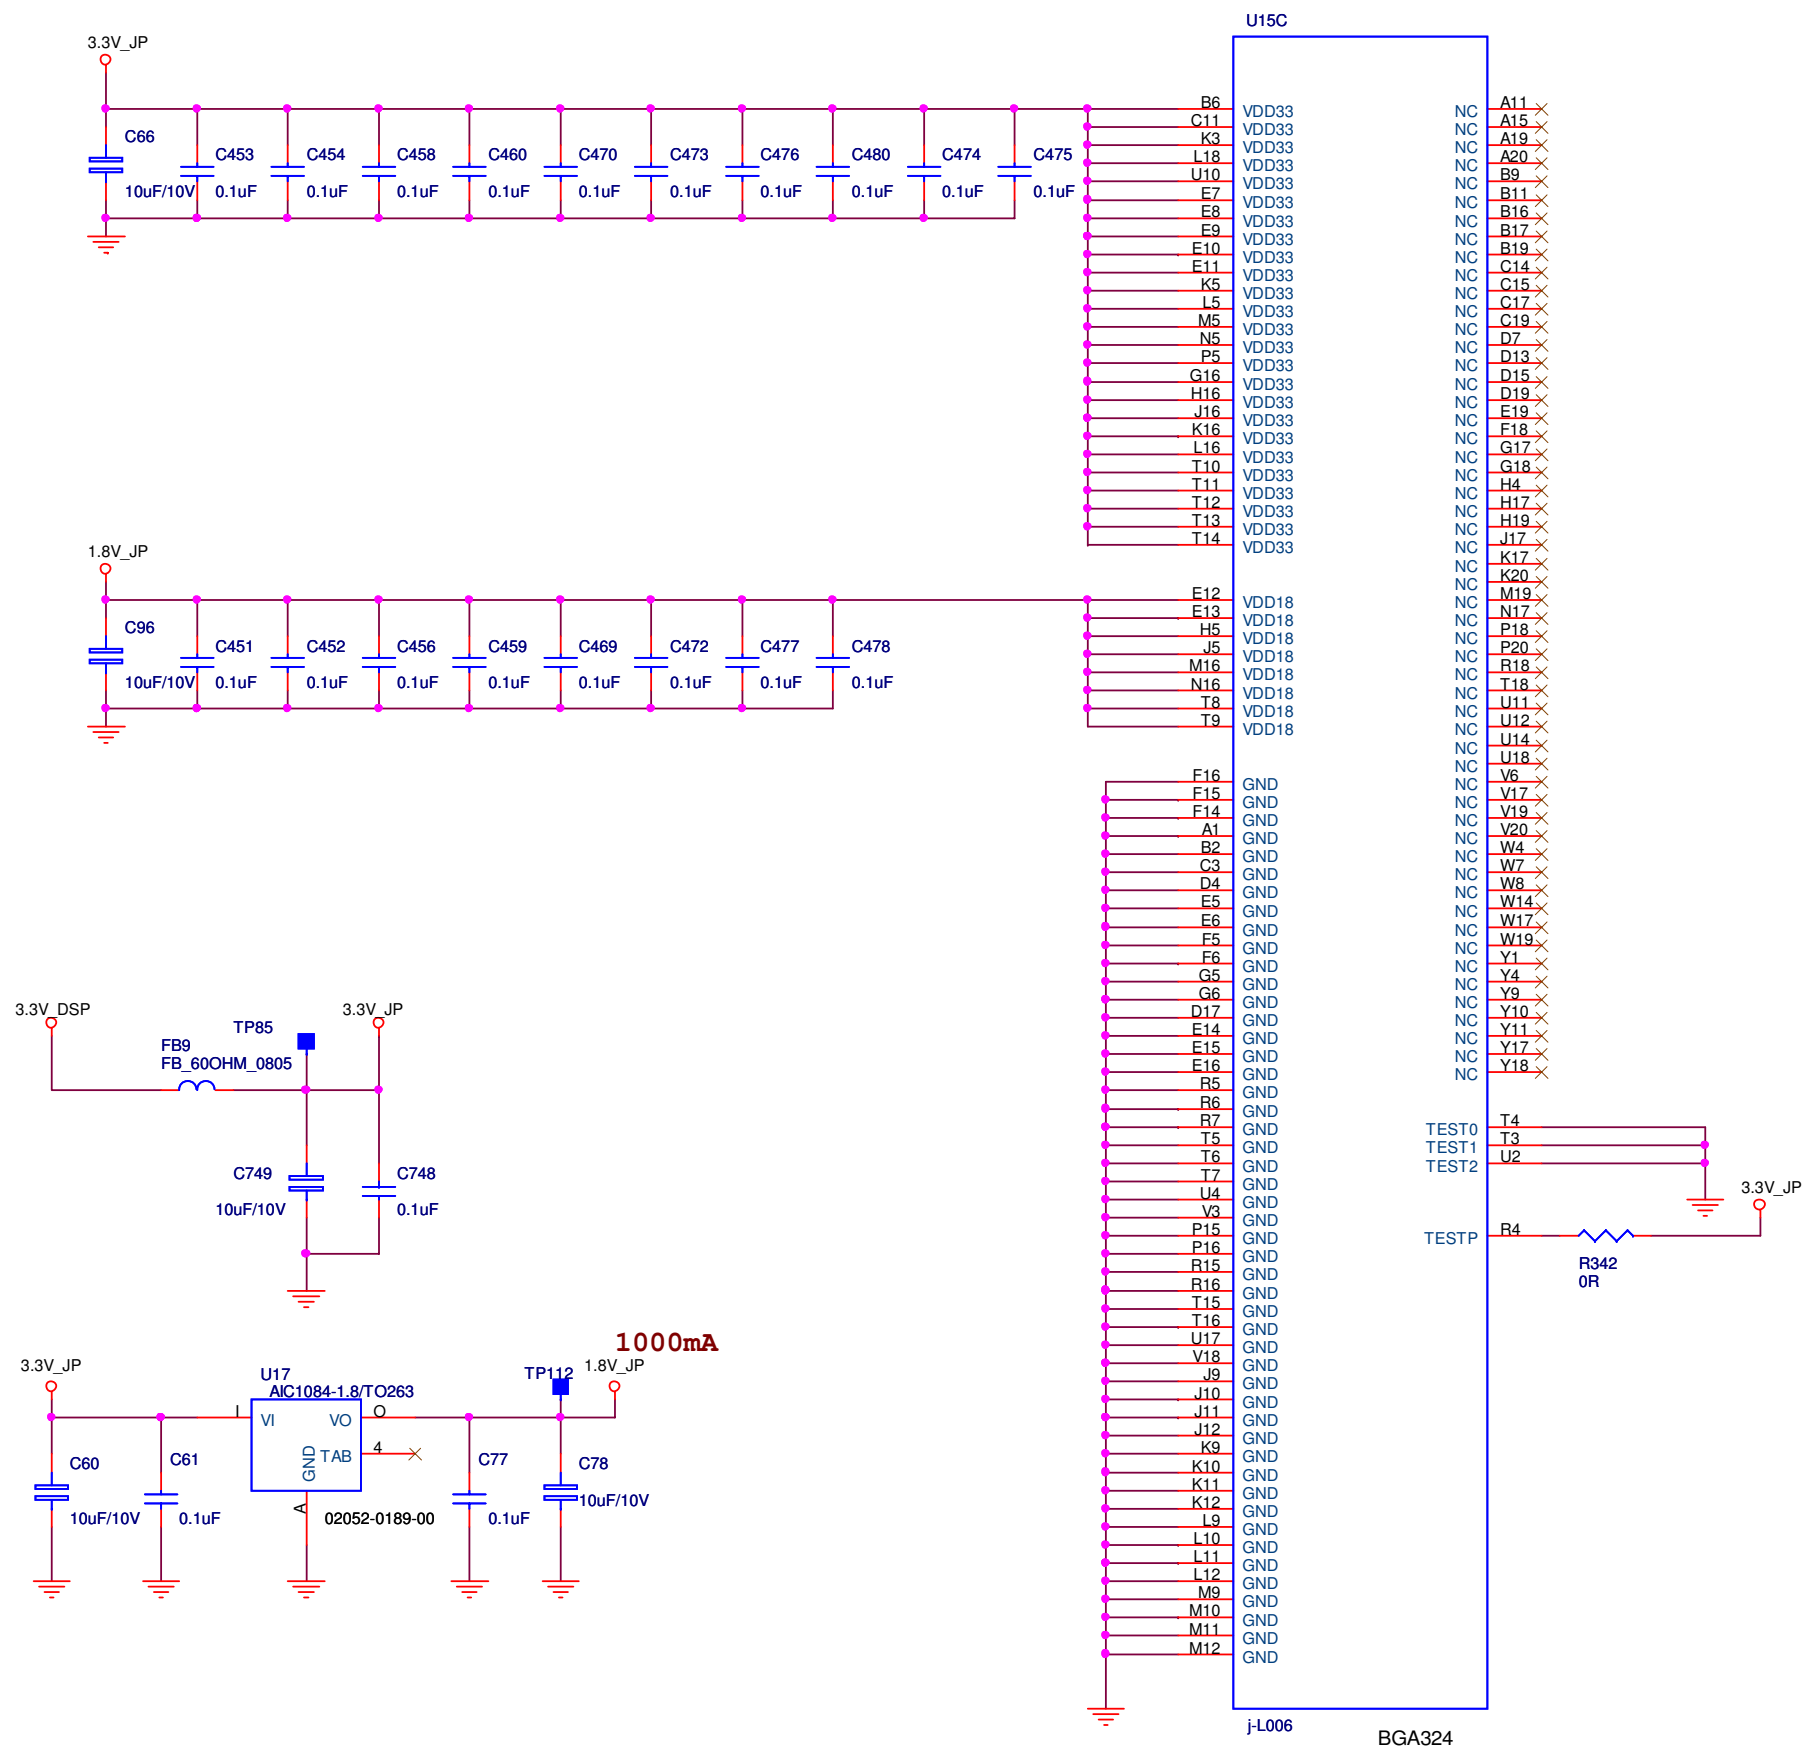 U15C
3.3V_JP
C66
10uF/10V
C453
0.1uF
C454
0.1uF
C458
0.1uF
C460
0.1uF
C470
0.1uF
C473
0.1uF
C476
0.1uF
C480
0.1uF
C474
0.1uF
C475
0.1uF
B6 VDD33
C11 VDD33
K3 VDD33
L18 VDD33
U10 VDD33
E7 VDD33
E8 VDD33
E9 VDD33
E10 VDD33
E11 VDD33
K5 VDD33
L5 VDD33
M5 VDD33
N5 VDD33
P5 VDD33
G16 VDD33
H16 VDD33
J16 VDD33
K16 VDD33
L16 VDD33
T10 VDD33
T11 VDD33
T12 VDD33
T13 VDD33
T14 VDD33
1.8V_JP
C96
10uF/10V
C451
0.1uF
C452
0.1uF
C456
0.1uF
C459
0.1uF
C469
0.1uF
C472
0.1uF
C477
0.1uF
C478
0.1uF
E12 VDD18
E13 VDD18
H5 VDD18
J5 VDD18
M16 VDD18
N16 VDD18
T8 VDD18
T9 VDD18
F16 GND
F15 GND
F14 GND
A1 GND
B2 GND
C3 GND
D4 GND
E5 GND
E6 GND
F5 GND
F6 GND
G5 GND
G6 GND
D17 GND
E14 GND
E15 GND
E16 GND
R5 GND
R6 GND
R7 GND
T5 GND
T6 GND
T7 GND
U4 GND
V3 GND
P15 GND
P16 GND
R15 GND
R16 GND
T15 GND
T16 GND
U17 GND
V18 GND
J9 GND
J10 GND
J11 GND
J12 GND
K9 GND
K10 GND
K11 GND
K12 GND
L9 GND
L10 GND
L11 GND
L12 GND
M9 GND
M10 GND
M11 GND
M12 GND
NC A11
NC A15
NC A19
NC A20
NC B9
NC B11
NC B16
NC B17
NC B19
NC C14
NC C15
NC C17
NC C19
NC D7
NC D13
NC D15
NC D19
NC E19
NC F18
NC G17
NC G18
NC H4
NC H17
NC H19
NC J17
NC K17
NC K20
NC M19
NC N17
NC P18
NC P20
NC R18
NC T18
NC U11
NC U12
NC U14
NC U18
NC V6
NC V17
NC V19
NC V20
NC W4
NC W7
NC W8
NC W14
NC W17
NC W19
NC Y1
NC Y4
NC Y9
NC Y10
NC Y11
NC Y17
NC Y18
TEST0 T4
TEST1 T3
TEST2 U2
TESTP R4
3.3V_JP
R342
0R
j-L006
BGA324
3.3V_DSP
FB9
FB_60OHM_0805
TP85
3.3V_JP
C749
10uF/10V
C748
0.1uF
1000mA
3.3V_JP
U17
AIC1084-1.8/TO263
TP112
1.8V_JP
I VI
VO O
TAB 4
GND
A
02052-0189-00
C60
10uF/10V
C61
0.1uF
C77
0.1uF
C78
10uF/10V